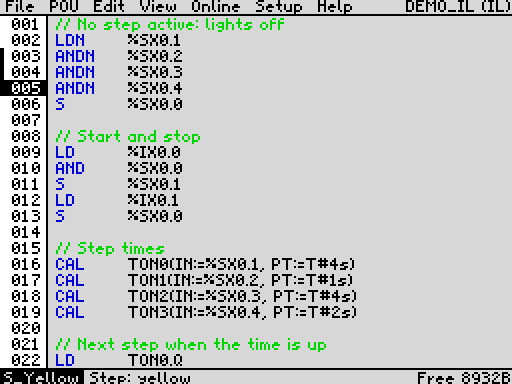 File POU Edit View Online Setup Help DEMO_IL (IL)
001 // No step active: lights off
002 LDN %SX0.1
003 ANDN %SX0.2
004 ANDN %SX0.3
005 ANDN %SX0.4
006 S %SX0.0
007
008 // Start and stop
009 LD %IX0.0
010 AND %SX0.0
011 S %SX0.1
012 LD %IX0.1
013 S %SX0.0
014
015 // Step times
016 CAL TON0(IN:=%SX0.1, PT:=T#4s)
017 CAL TON1(IN:=%SX0.2, PT:=T#1s)
018 CAL TON2(IN:=%SX0.3, PT:=T#4s)
019 CAL TON3(IN:=%SX0.4, PT:=T#2s)
020
021 // Next step when the time is up
022 LD TON0.Q
S_Yellow Step: yellow Free 8932B